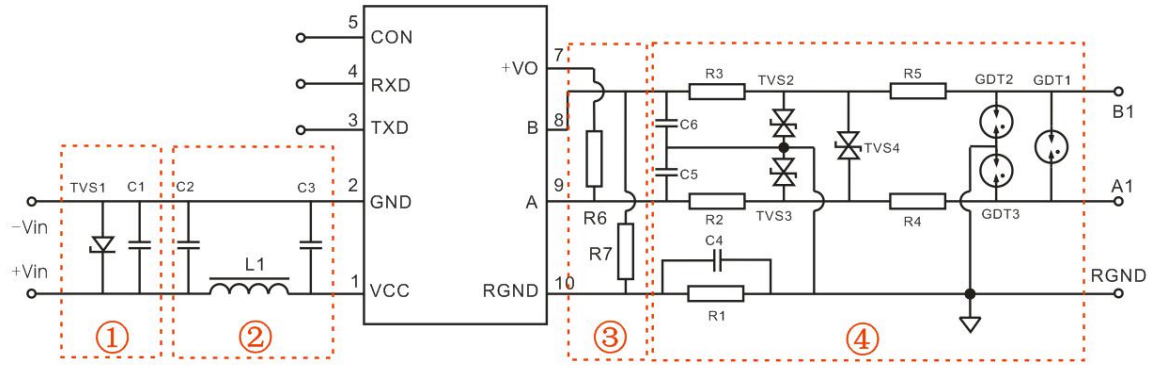 5
CON
4
RXD
3
TXD
2
GND
1
VCC
+VO
7
B
8
9
A
10
RGND
TVS1
C1
C2
C3
−Vin
+Vin
L1
①
②
R6
R7
③
R3
TVS2
R5
GDT2
GDT1
B1
C6
TVS4
C5
A1
R2
TVS3
R4
GDT3
C4
R1
RGND
④